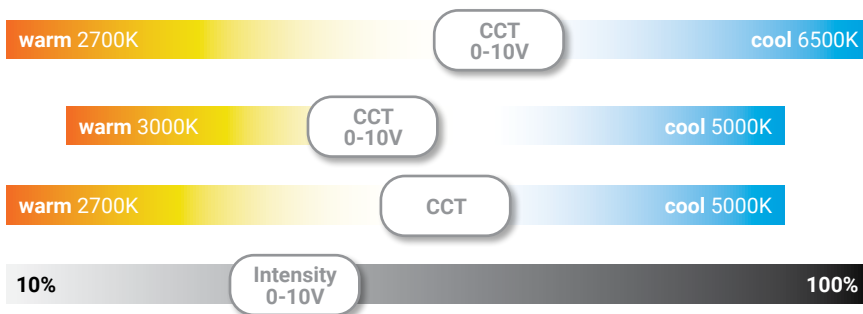 warm 2700K
CCT
0-10V
cool 6500K
warm 3000K
CCT
0-10V
cool 5000K
warm 2700K
CCT
cool 5000K
10%
Intensity
0-10V
100%